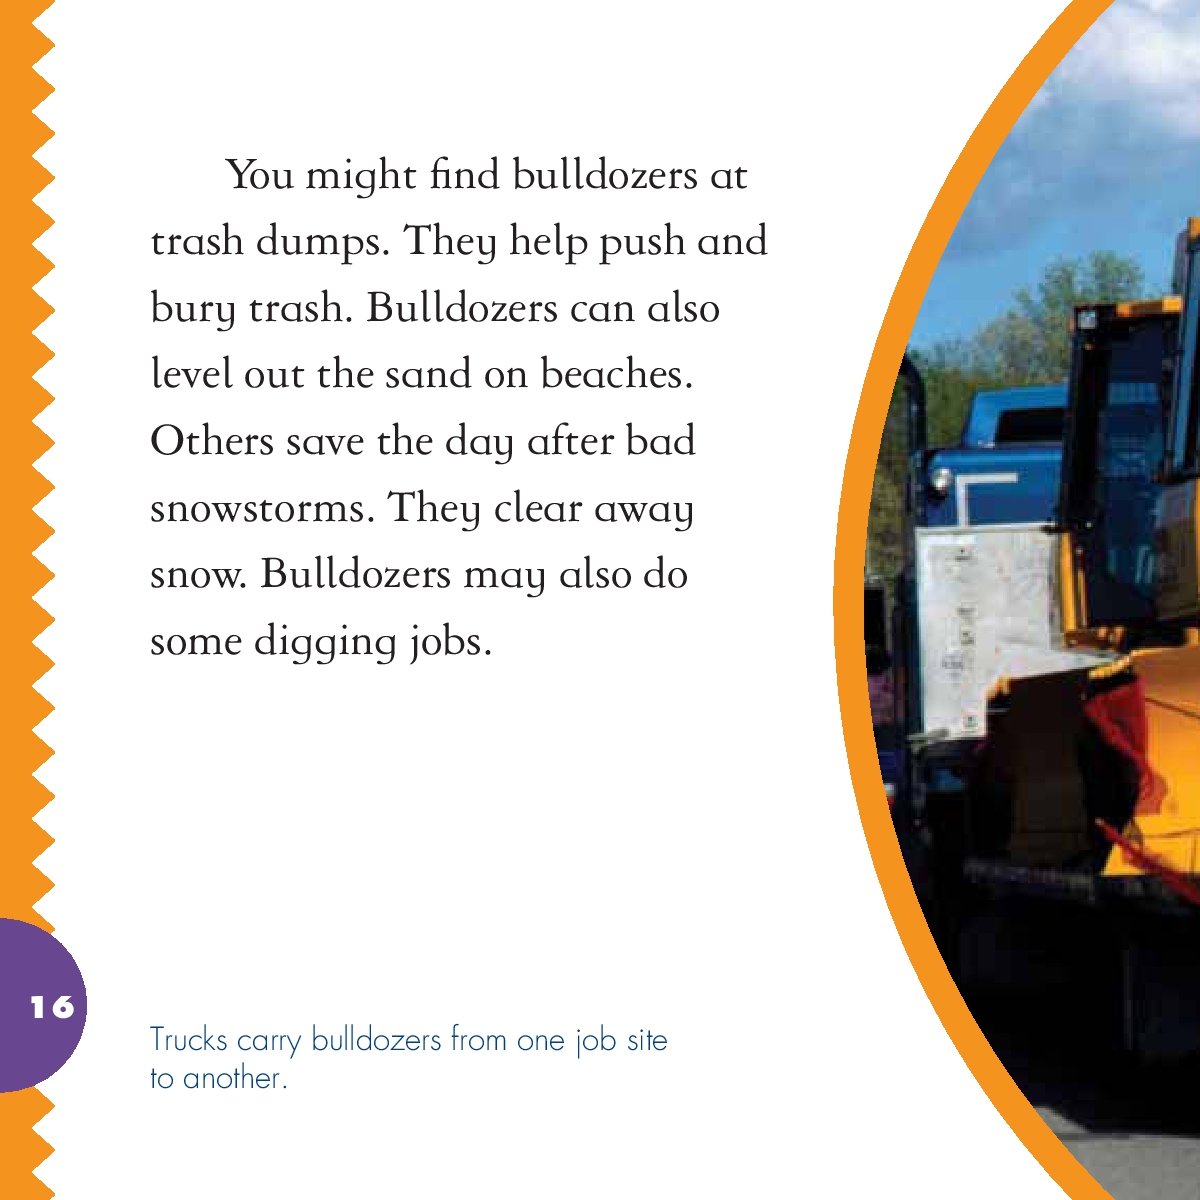 You might find bulldozers at
trash dumps. They help push and
bury trash. Bulldozers can also
level out the sand on beaches.
Others save the day after bad
snowstorms. They clear away
snow. Bulldozers may also do
some digging jobs.
16
Trucks carry bulldozers from one job site
to another.